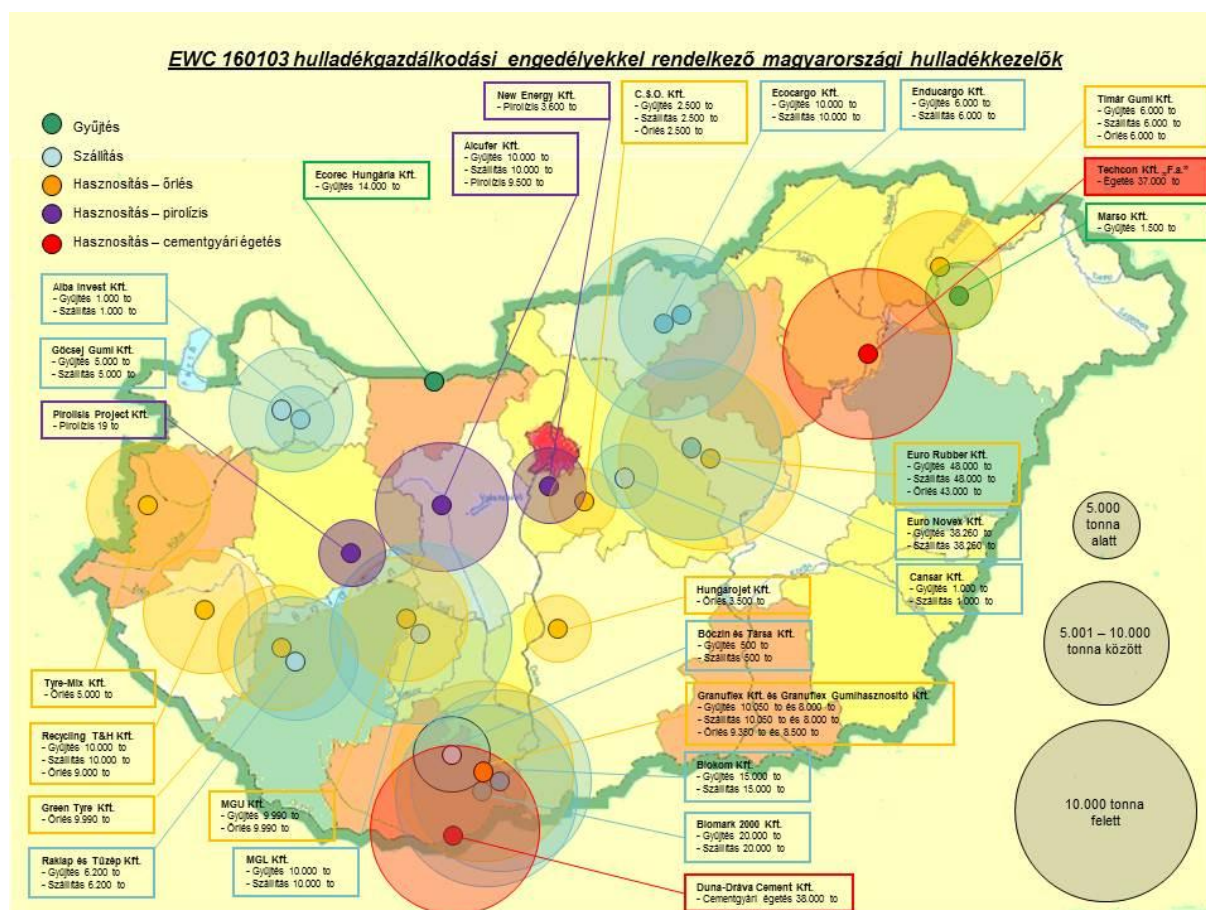 EWC 160103 hulladékgazdálkodási engedélyekkel rendelkező magyarországi hulladékkezelők
Gyűjtés
Szállítás
Hasznosítás – őrlés
Hasznosítás – pirolízis
Hasznosítás – cementgyári égetés
New Energy Kft.
- Pirolízis 3.600 to
C.S.O. Kft.
- Gyűjtés 2.500 to
- Szállítás 2.500 to
- Őrlés 2.500 to
Ecocargo Kft.
- Gyűjtés 10.000 to
- Szállítás 10.000 to
Enducargo Kft.
- Gyűjtés 6.000 to
- Szállítás 6.000 to
Timár Gumi Kft.
- Gyűjtés 6.000 to
- Szállítás 6.000 to
- Őrlés 6.000 to
Alcufer Kft.
- Gyűjtés 10.000 to
- Szállítás 10.000 to
- Pirolízis 9.500 to
Ecorec Hungária Kft.
- Gyűjtés 14.000 to
Techcon Kft. „F.a."
- Égetés 37.000 to
Marso Kft.
- Gyűjtés 1.500 to
Alba Invest Kft.
- Gyűjtés 1.000 to
- Szállítás 1.000 to
Göcsej Gumi Kft.
- Gyűjtés 5.000 to
- Szállítás 5.000 to
Pirolisis Project Kft.
- Pirolízis 19 to
Euro Rubber Kft.
- Gyűjtés 48.000 to
- Szállítás 48.000 to
- Őrlés 43.000 to
Euro Novex Kft.
- Gyűjtés 38.260 to
- Szállítás 38.260 to
Cansar Kft.
- Gyűjtés 1.000 to
- Szállítás 1.000 to
Hungarojet Kft.
- Őrlés 3.500 to
Bóczin és Társa Kft.
- Gyűjtés 500 to
- Szállítás 500 to
Granuflex Kft. és Granuflex Gumihasznosító Kft.
- Gyűjtés 10.050 to és 8.000 to
- Szállítás 10.050 to és 8.000 to
- Őrlés 9.350 to és 8.500 to
Biokom Kft.
- Gyűjtés 15.000 to
- Szállítás 15.000 to
Biomark 2000 Kft.
- Gyűjtés 20.000 to
- Szállítás 20.000 to
Duna-Dráva Cement Kft.
- Cementgyári égetés 38.000 to
Tyre-Mix Kft.
- Őrlés 5.000 to
Recycling T&H Kft.
- Gyűjtés 10.000 to
- Szállítás 10.000 to
- Őrlés 9.000 to
Green Tyre Kft.
- Őrlés 9.990 to
Raklap és Tüzép Kft.
- Gyűjtés 6.200 to
- Szállítás 6.200 to
MGU Kft.
- Gyűjtés 9.990 to
- Őrlés 9.990 to
MGL Kft.
- Gyűjtés 10.000 to
- Szállítás 10.000 to
5.000
tonna
alatt
5.001 – 10.000
tonna között
10.000 tonna
felett